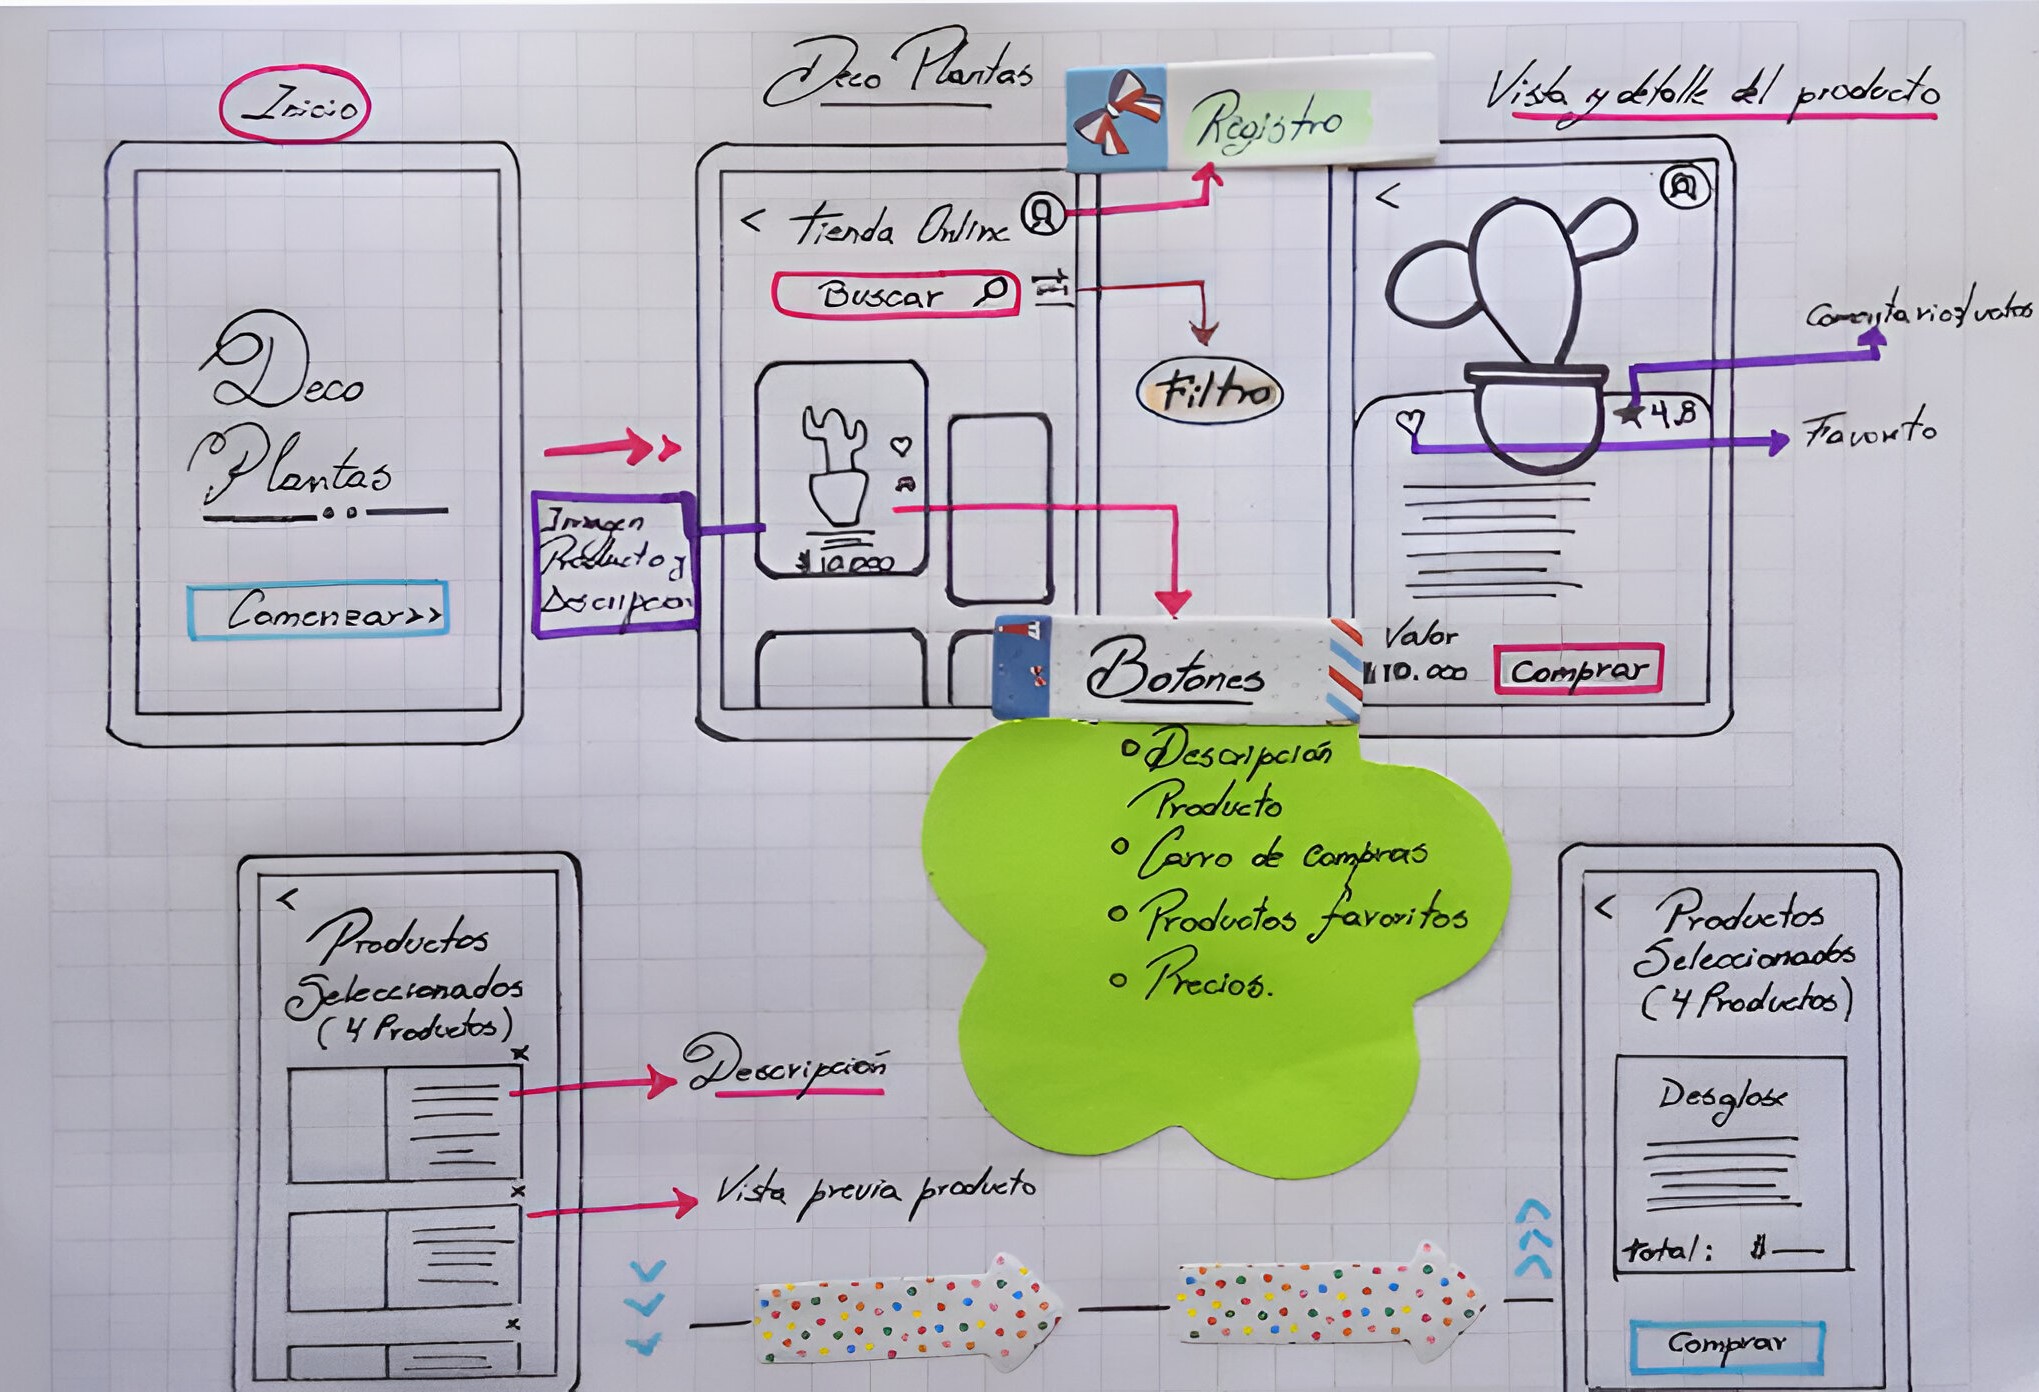 Inicio
Deco
Plantas
Comenzar>>
Deco Plantas
Registro
< Tienda Online
Buscar
Filtro
$10.000
Imagen
Producto y
Descripcion
Vista y detalle del producto
<
4,8
Comentarios/votos
Favorito
Valor
$10.000
Comprar
Botones
Descripción
Producto
Carro de compras
Productos favoritos
Precios.
<
Productos
Seleccionados
(4 Productos)
x
x
x
Descripción
Vista previa producto
< Productos
Seleccionados
(4 Productos)
Desglose
total: $
Comprar